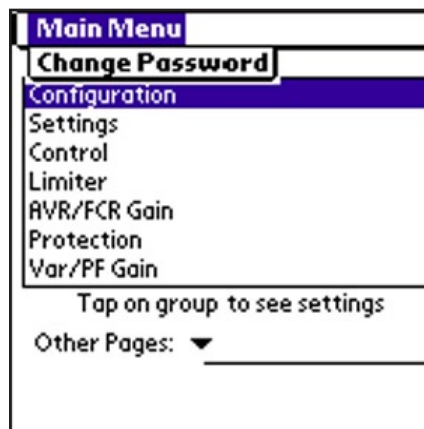 Main Menu
Change Password
Configuration
Settings
Control
Limiter
AVR/FCR Gain
Protection
Var/PF Gain
Tap on group to see settings
Other Pages: